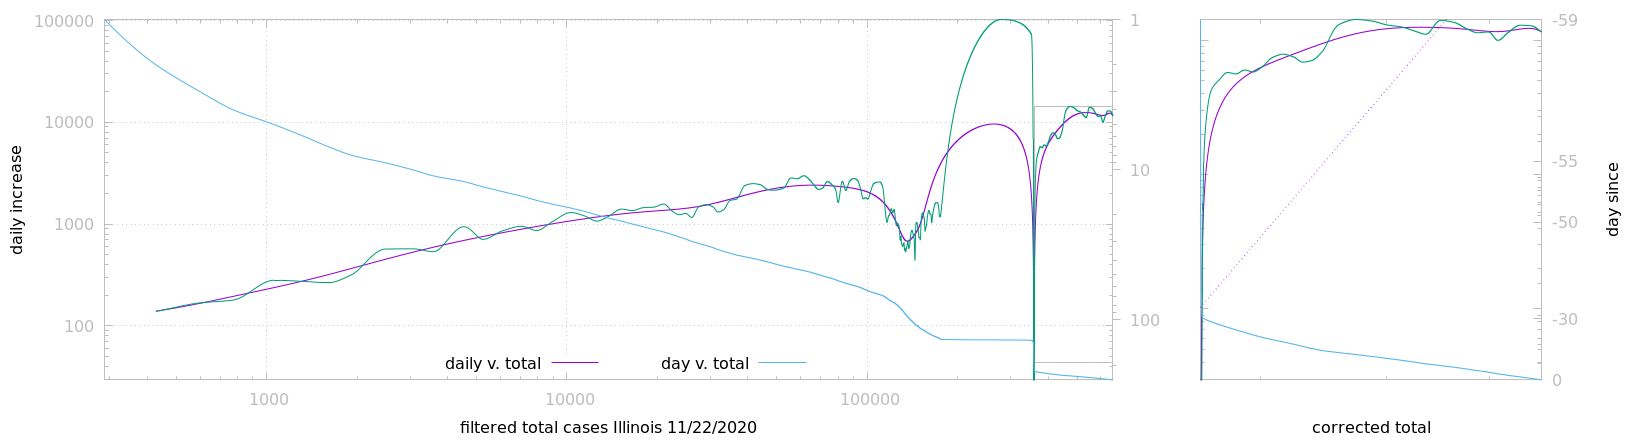 100000
10000
1000
100
daily increase
1
10
100
daily v. total
day v. total
1000
10000
100000
filtered total cases Illinois 11/22/2020
-59
-55
-50
-30
0
day since
corrected total